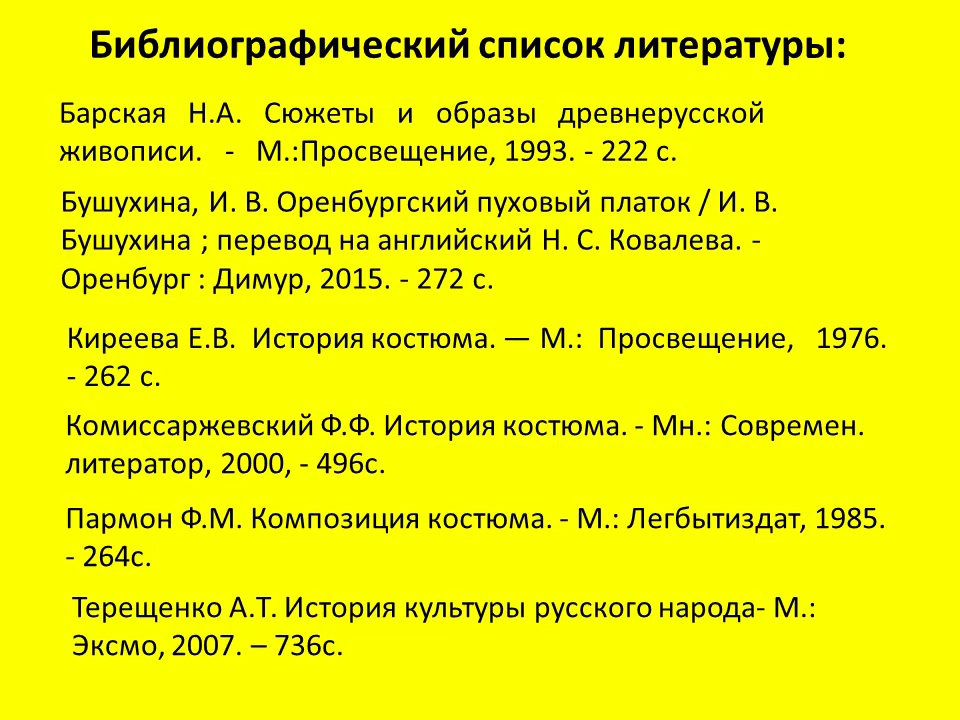 Библиографический список литературы:
Барская Н.А. Сюжеты и образы древнерусской
живописи. - М.:Просвещение, 1993. - 222 с.
Бушухина, И. В. Оренбургский пуховый платок / И. В.
Бушухина ; перевод на английский Н. С. Ковалева. -
Оренбург : Димур, 2015. - 272 с.
Киреева Е.В. История костюма. — М.: Просвещение, 1976.
- 262 с.
Комиссаржевский Ф.Ф. История костюма. - Мн.: Современ.
литератор, 2000, - 496с.
Пармон Ф.М. Композиция костюма. - М.: Легбытиздат, 1985.
- 264с.
Терещенко А.Т. История культуры русского народа- М.:
Эксмо, 2007. – 736с.